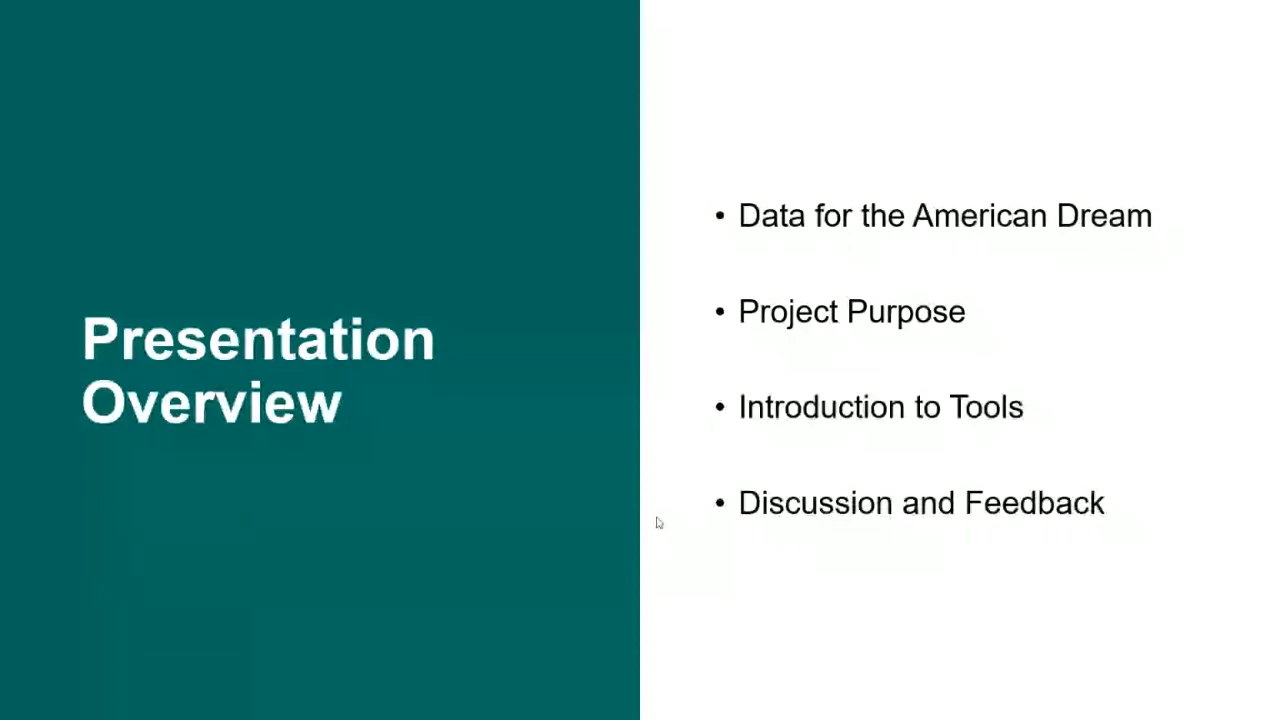 Presentation
Overview
• Data for the American Dream
• Project Purpose
• Introduction to Tools
• Discussion and Feedback